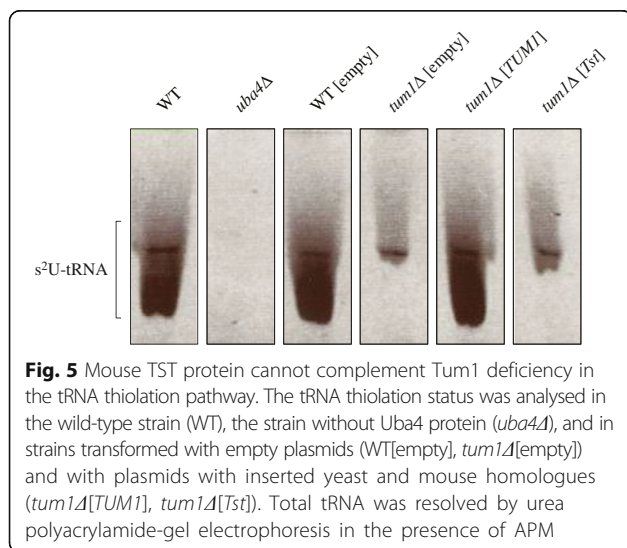 WT
uba4Δ
WT [empty]
tum1Δ [empty]
tum1Δ [TUM1]
tum1Δ [Tst]
s²U-tRNA
Fig. 5 Mouse TST protein cannot complement Tum1 deficiency in
the tRNA thiolation pathway. The tRNA thiolation status was analysed in
the wild-type strain (WT), the strain without Uba4 protein (uba4Δ), and in
strains transformed with empty plasmids (WT[empty], tum1Δ[empty])
and with plasmids with inserted yeast and mouse homologues
(tum1Δ[TUM1], tum1Δ[Tst]). Total tRNA was resolved by urea
polyacrylamide-gel electrophoresis in the presence of APM